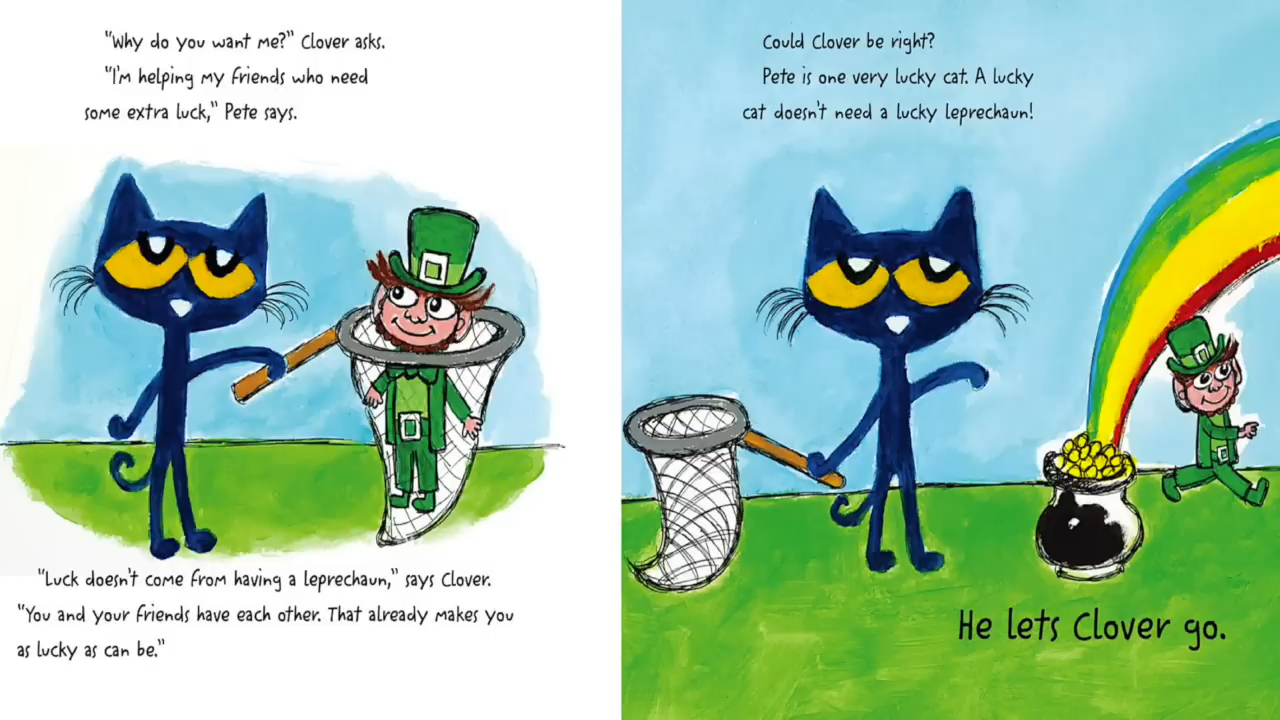 "Why do you want me?" Clover asks.
"I'm helping my friends who need
some extra luck," Pete says.
"Luck doesn't come from having a leprechaun," says Clover.
"You and your friends have each other. That already makes you
as lucky as can be."
Could Clover be right?
Pete is one very lucky cat. A lucky
cat doesn't need a lucky leprechaun!
He lets Clover go.